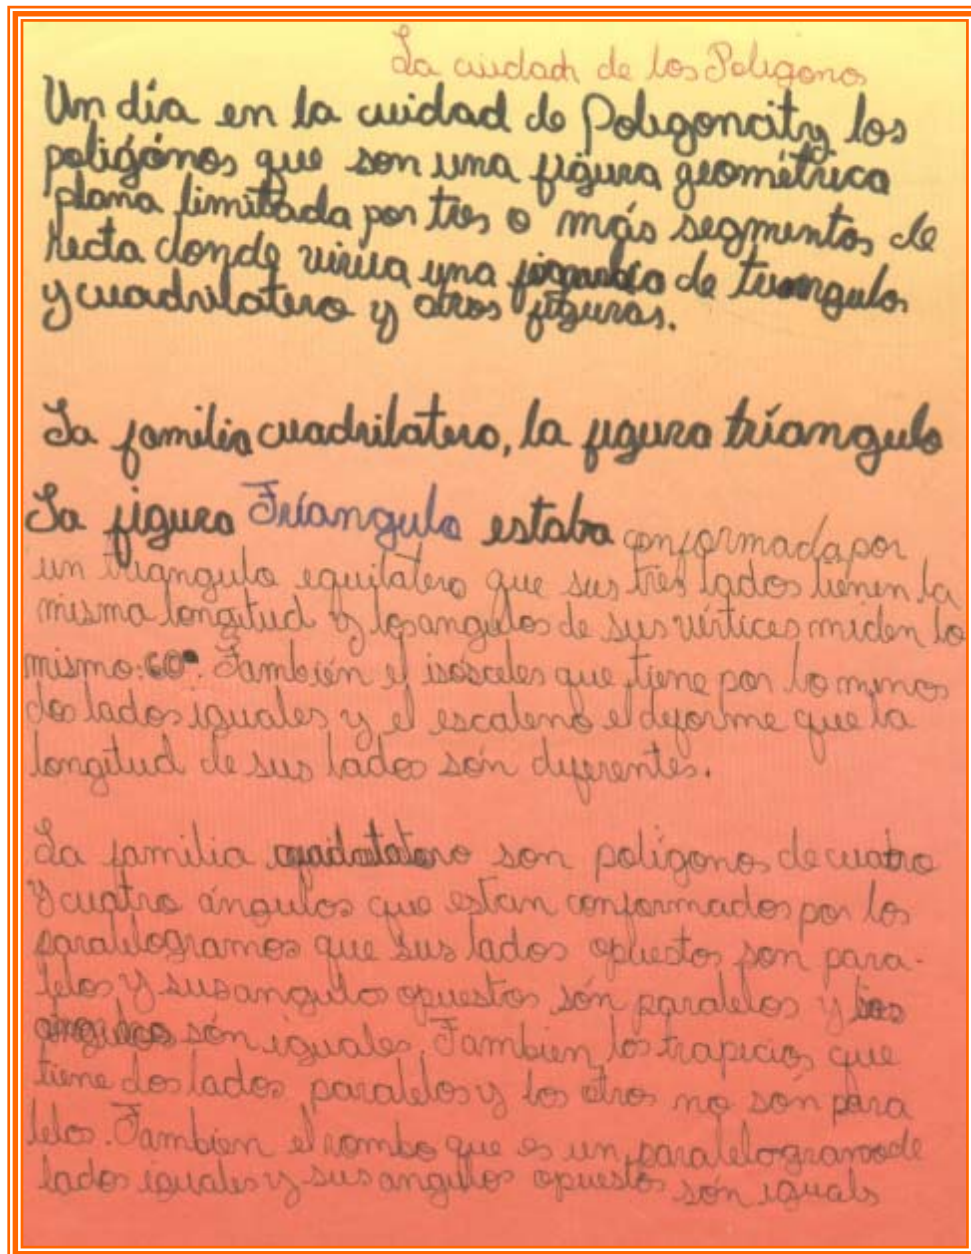 La ciudad de los Poligonos
Un día en la cuidad de Poligoncity los
poligónos que son una figura geométrica
plana limitada por tres o más segmentos de
recta donde vivia una de triangulos
y cuadrilatero y otros figuras.
La familia cuadrilatero, la figura tríangulo
La figura Tríangulo estaba conformada por
un triangulo equilatero que sus tres lados tienen la
misma longitud y los angulos de sus vértices miden lo
mismo: 60°. También el isósceles que tiene por lo menos
dos lados iguales y el escaleno el deforme que la
longitud de sus lados són diferentes.
La familia cuadrilatero son polígonos de cuatro
y cuatro ángulos que estan conformados por los
paralelogramos que sus lados opuestos son para-
lelos y sus angulos opuestos són paralelos y los
angulos són iguales. Tambien los trapecios que
tiene dos lados paralelos y los otros no són para
lelos. Tambien el rombo que es un paralelogramo de
lados iguales y sus angulos opuestos són iguals